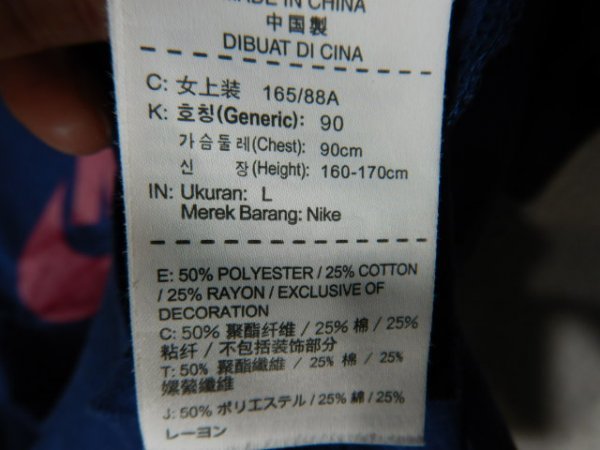 MADE IN CHINA
中国製
DIBUAT DI CINA
C: 女上装 165/88A
K: 호칭(Generic): 90
가슴둘레(Chest): 90cm
신 장(Height): 160-170cm
IN: Ukuran: L
Merek Barang: Nike
E: 50% POLYESTER / 25% COTTON
/ 25% RAYON / EXCLUSIVE OF
DECORATION
C: 50% 聚酯纤维 / 25% 棉 / 25%
粘纤 / 不包括装饰部分
T: 50% 聚酯纖維 / 25% 棉 / 25%
嫘縈纖維
J: 50% ポリエステル / 25% 綿 / 25%
レーヨン